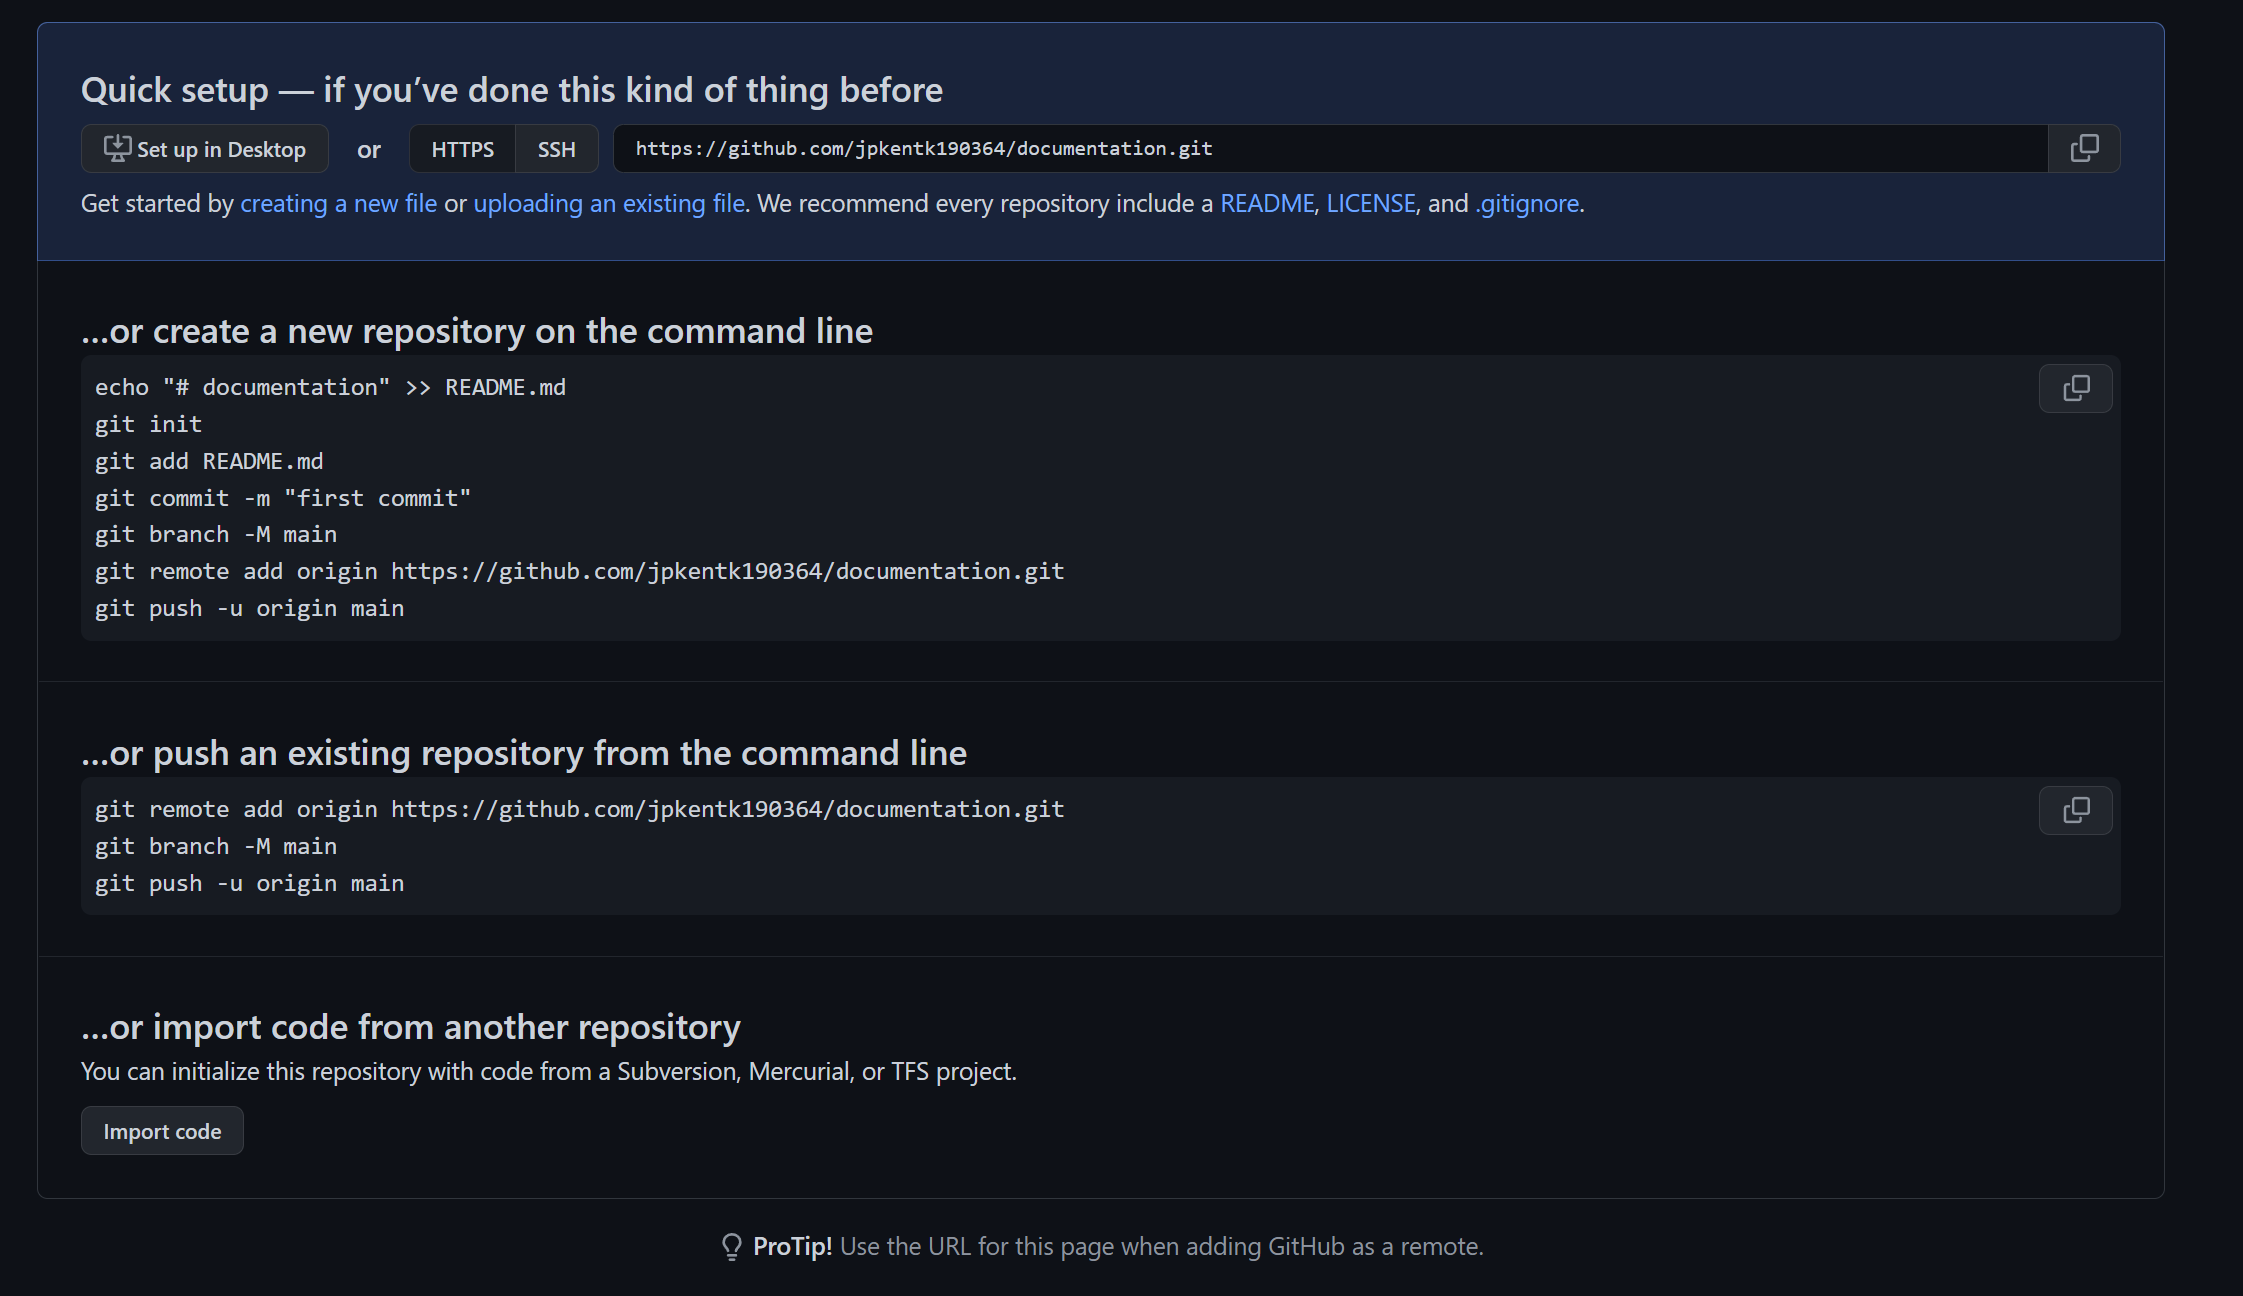 Quick setup — if you’ve done this kind of thing before
Set up in Desktop or HTTPS SSH https://github.com/jpkentk190364/documentation.git
Get started by creating a new file or uploading an existing file. We recommend every repository include a README, LICENSE, and .gitignore.
…or create a new repository on the command line
echo "# documentation" >> README.md
git init
git add README.md
git commit -m "first commit"
git branch -M main
git remote add origin https://github.com/jpkentk190364/documentation.git
git push -u origin main
…or push an existing repository from the command line
git remote add origin https://github.com/jpkentk190364/documentation.git
git branch -M main
git push -u origin main
…or import code from another repository
You can initialize this repository with code from a Subversion, Mercurial, or TFS project.
Import code
ProTip! Use the URL for this page when adding GitHub as a remote.